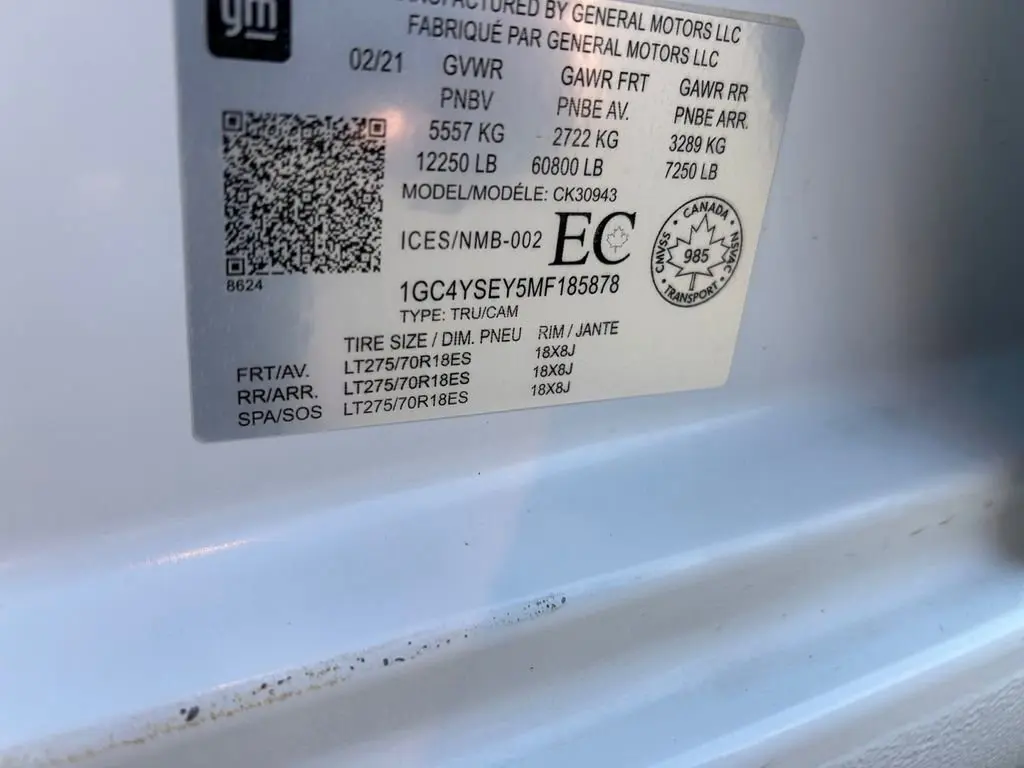 gm
MANUFACTURED BY GENERAL MOTORS LLC
FABRIQUÉ PAR GENERAL MOTORS LLC
02/21 GVWR GAWR FRT GAWR RR
PNBV PNBE AV. PNBE ARR.
5557 KG 2722 KG 3289 KG
12250 LB 60800 LB 7250 LB
MODEL/MODÉLE: CK30943
ICES/NMB-002 EC
CANADA
CMVSS 985 NSVAC
TRANSPORT
8624
1GC4YSEY5MF185878
TYPE: TRU/CAM
TIRE SIZE / DIM. PNEU RIM / JANTE
FRT/AV. LT275/70R18ES 18X8J
RR/ARR. LT275/70R18ES 18X8J
SPA/SOS LT275/70R18ES 18X8J